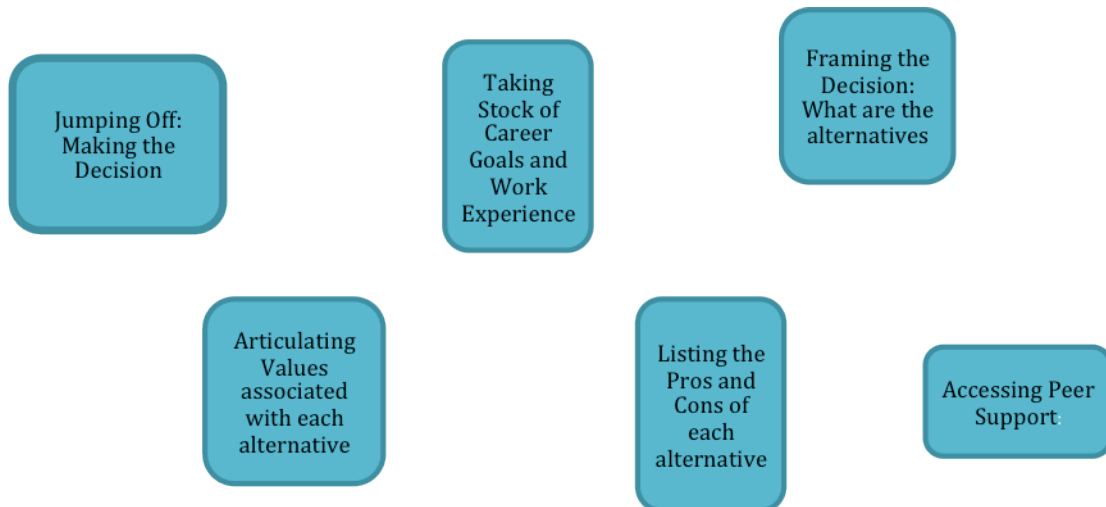 Jumping Off:
Making the
Decision
Taking
Stock of
Career
Goals and
Work
Experience
Framing the
Decision:
What are the
alternatives
Articulating
Values
associated
with each
alternative
Listing the
Pros and
Cons of
each
alternative
Accessing Peer
Support: